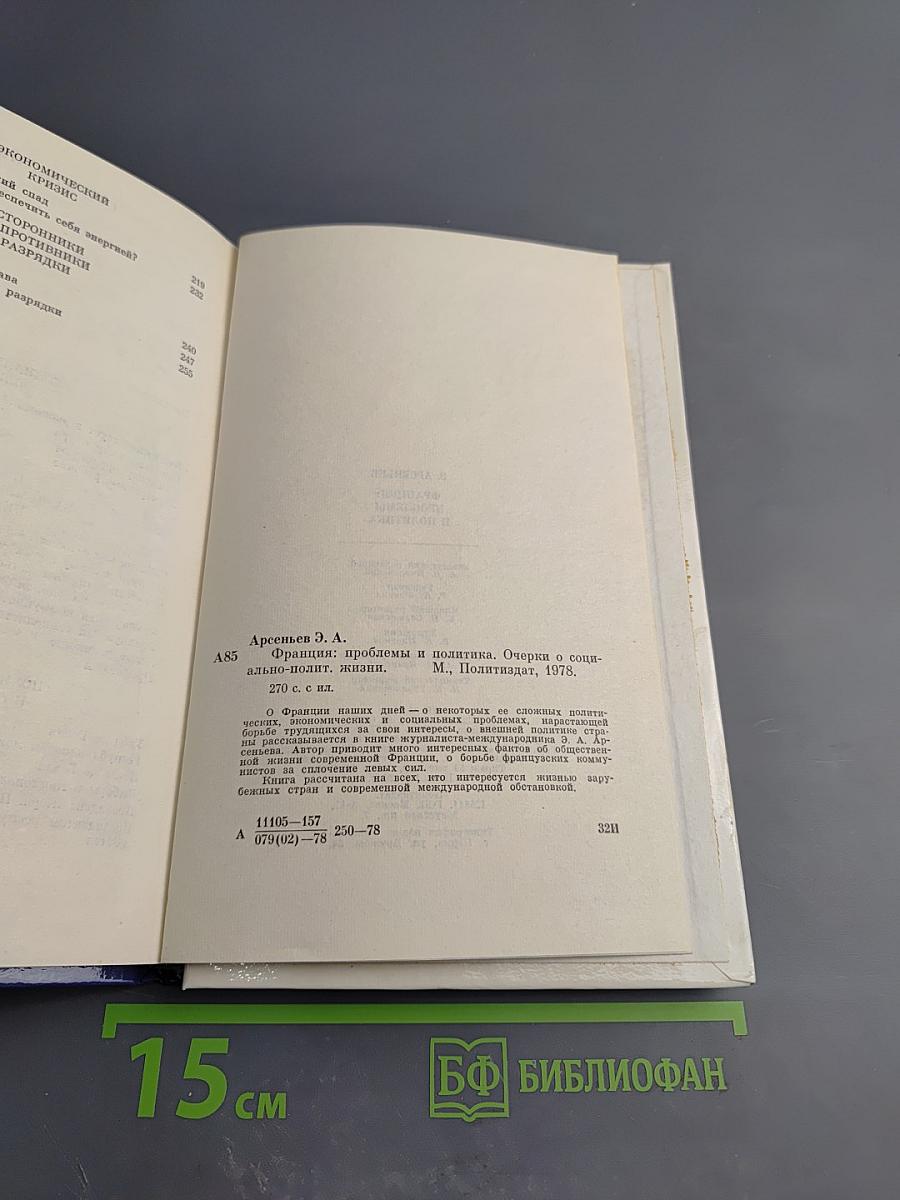 ЭКОНОМИЧЕСКИЙ
КРИЗИС
спад
себя энергией?
219
232
СТОРОННИКИ
ПРОТИВНИКИ
РАЗРЯДКИ
разрядки
240
247
255
Арсеньев Э. А.
А85 Франция: проблемы и политика. Очерки о соци-
ально-полит. жизни. М., Политиздат, 1978.
270 с. с ил.
О Франции наших дней — о некоторых ее сложных полити-
ческих, экономических и социальных проблемах, нарастающей
борьбе трудящихся за свои интересы, о внешней политике стра-
ны рассказывается в книге журналиста-международника Э. А. Ар-
сеньева. Автор приводит много интересных фактов об обществен-
ной жизни современной Франции, о борьбе французских комму-
нистов за сплочение левых сил.
Книга рассчитана на всех, кто интересуется жизнью зару-
бежных стран и современной международной обстановкой.
А 11105—157
079(02)—78 250—78 32И
15 см
БФ БИБЛИОФАН